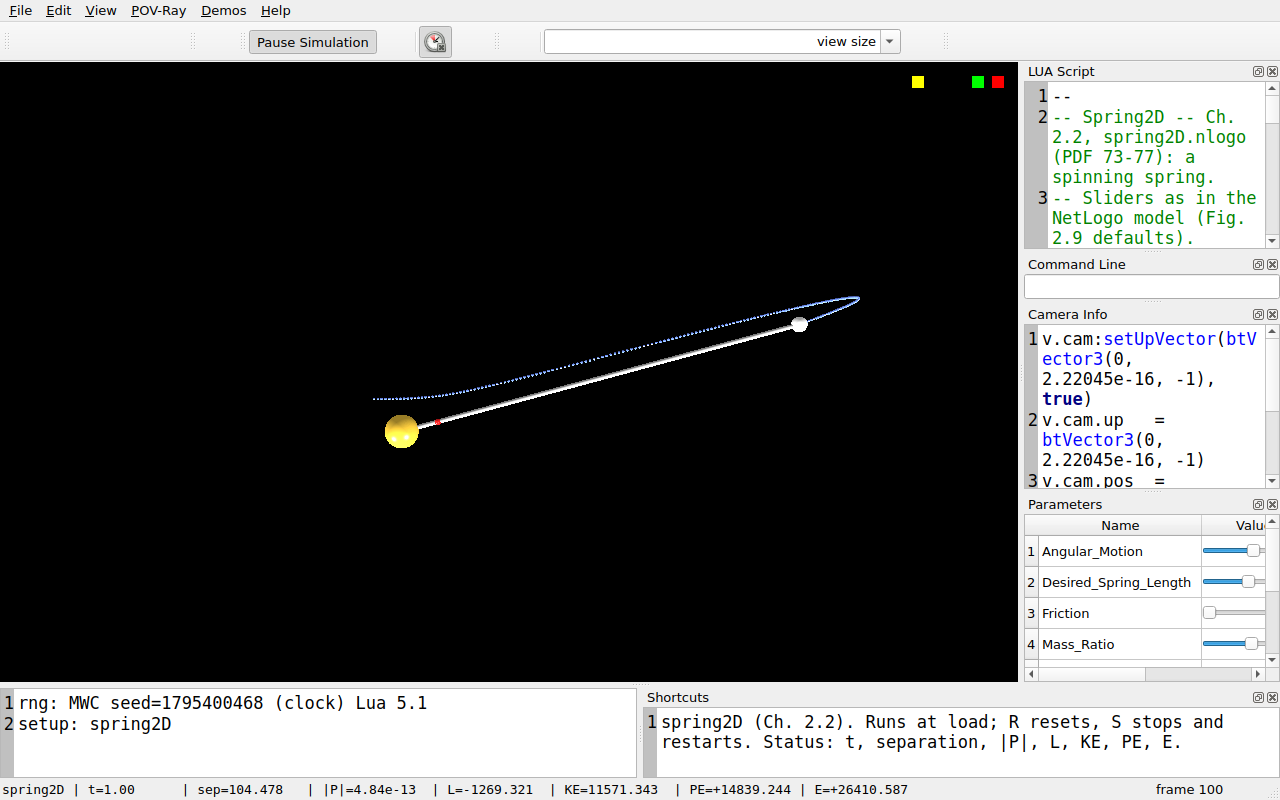 File Edit View POV-Ray Demos Help
Pause Simulation
view size
LUA Script
1 --
2 -- Spring2D -- Ch.
2.2, spring2D.nlogo
(PDF 73-77): a
spinning spring.
3 -- Sliders as in the
NetLogo model (Fig.
2.9 defaults).
Command Line
Camera Info
1 v.cam:setUpVector(btV
ector3(0,
2.22045e-16, -1),
true)
2 v.cam.up   =
btVector3(0,
2.22045e-16, -1)
3 v.cam.pos  =
Parameters
Name
1 Angular_Motion
2 Desired_Spring_Length
3 Friction
4 Mass_Ratio
1 rng: MWC seed=1795400468 (clock) Lua 5.1
2 setup: spring2D
Shortcuts
1 spring2D (Ch. 2.2). Runs at load; R resets, S stops and
restarts. Status: t, separation, |P|, L, KE, PE, E.
spring2D | t=1.00 | sep=104.478 | |P|=4.84e-13 | L=-1269.321 | KE=11571.343 | PE=+14839.244 | E=+26410.587 frame 100